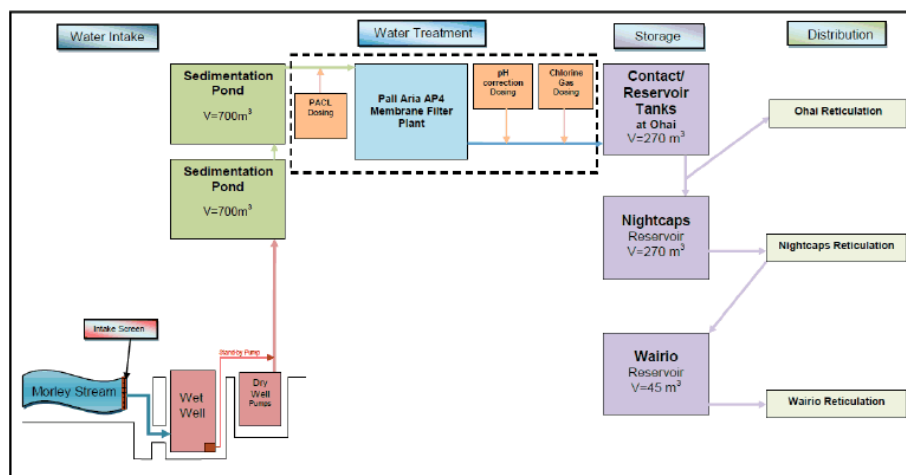 Water Intake
Water Treatment
Storage
Distribution
Sedimentation
Pond
V=700m³
PACL
Dosing
Pall Aria AP4
Membrane Filter
Plant
pH
correction
Dosing
Chlorine
Gas
Dosing
Contact/
Reservoir
Tanks
at Ohai
V=270 m³
Ohai Reticulation
Sedimentation
Pond
V=700m³
Nightcaps
Reservoir
V=270 m³
Nightcaps Reticulation
Intake Screen
Stand-by Pump
Morley Stream
Wet
Well
Dry
Well
Pumps
Wairio
Reservoir
V=45 m³
Wairio Reticulation